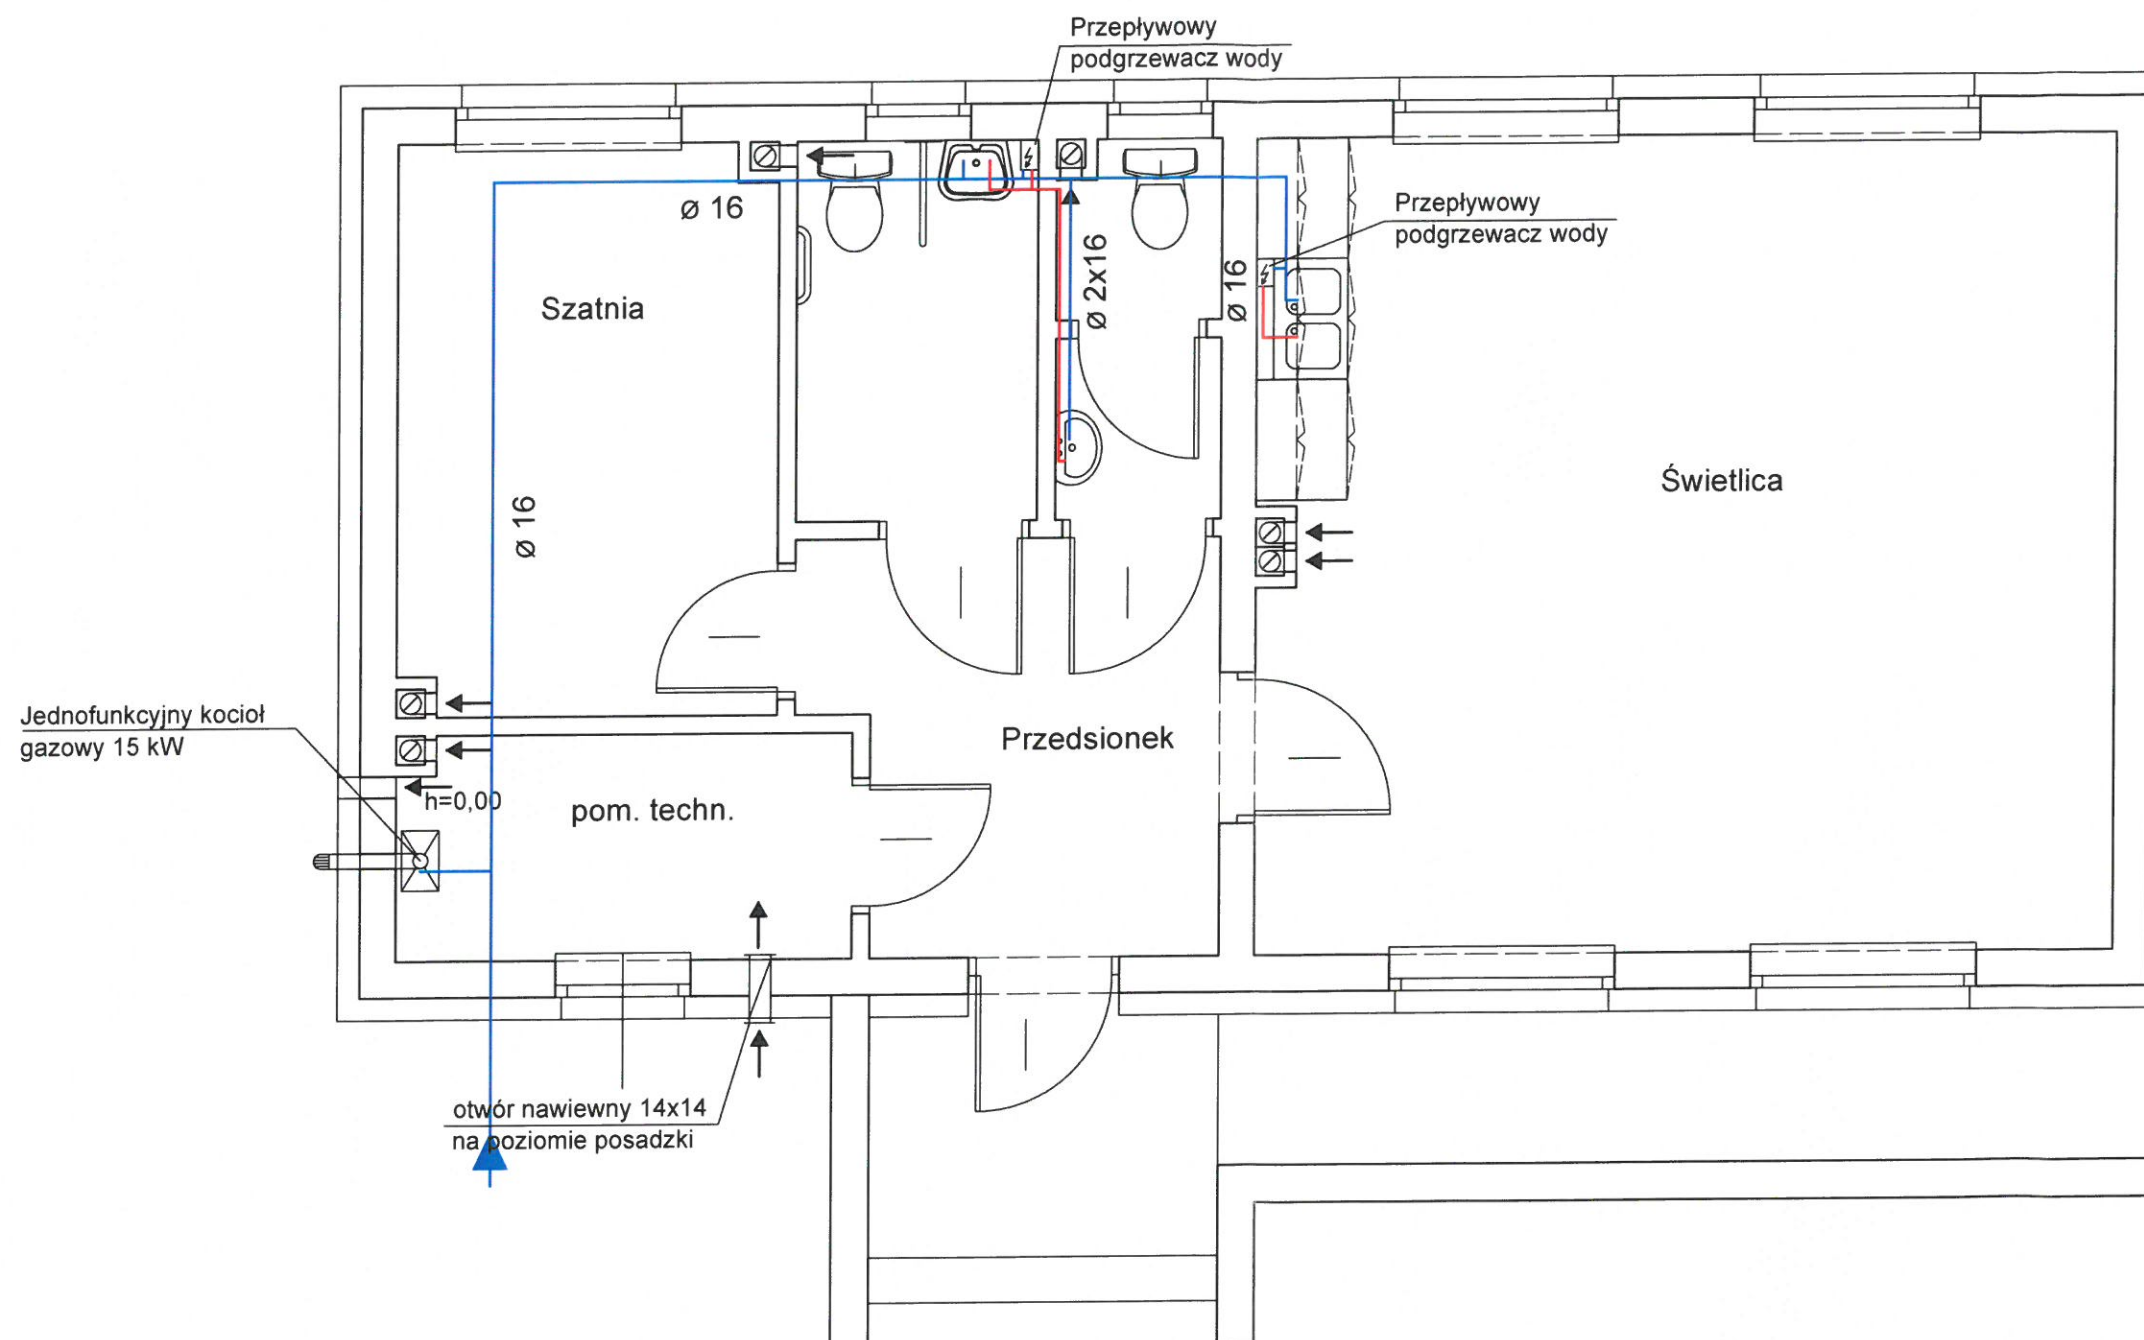 Przepływowy
podgrzewacz wody
Przepływowy
podgrzewacz wody
ø 16
Szatnia
ø 2x16
ø 16
Świetlica
ø 16
Jednofunkcyjny kocioł
gazowy 15 kW
Przedsionek
h=0,00
pom. techn.
otwór nawiewny 14x14
na poziomie posadzki